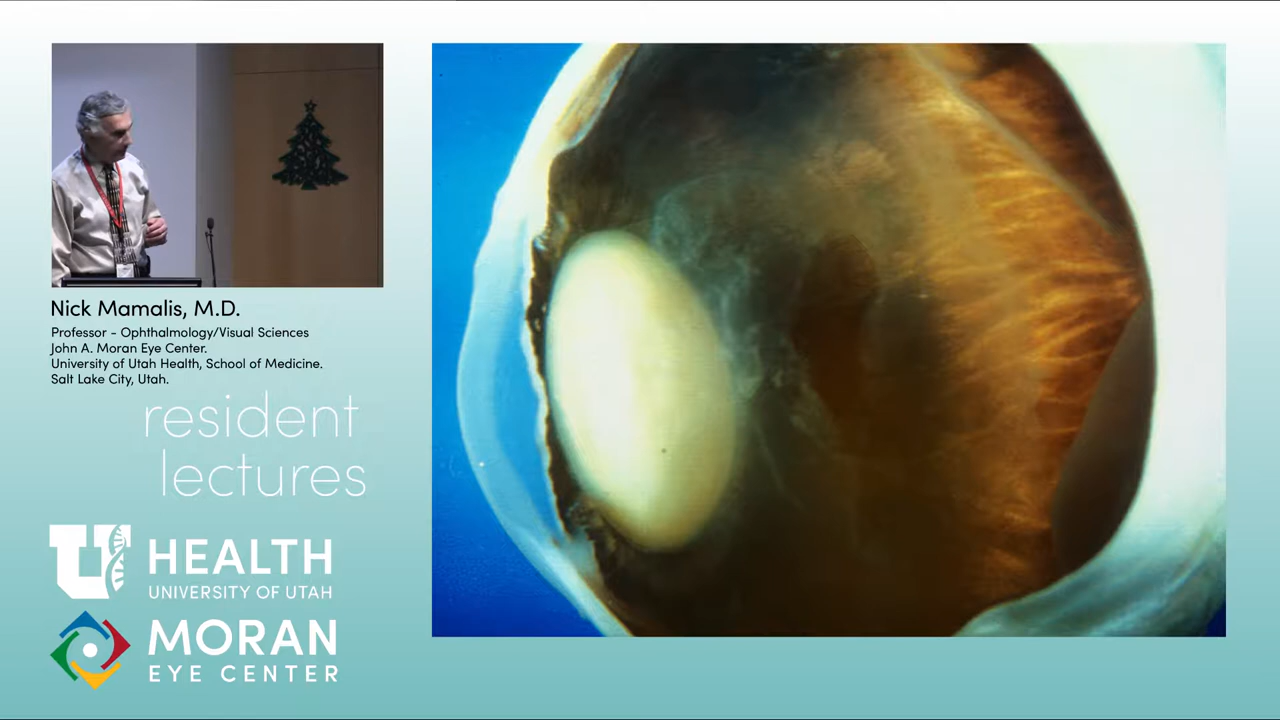 Nick Mamalis, M.D.
Professor - Ophthalmology/Visual Sciences
John A. Moran Eye Center.
University of Utah Health, School of Medicine.
Salt Lake City, Utah.
resident
lectures
U HEALTH
UNIVERSITY OF UTAH
MORAN
EYE CENTER